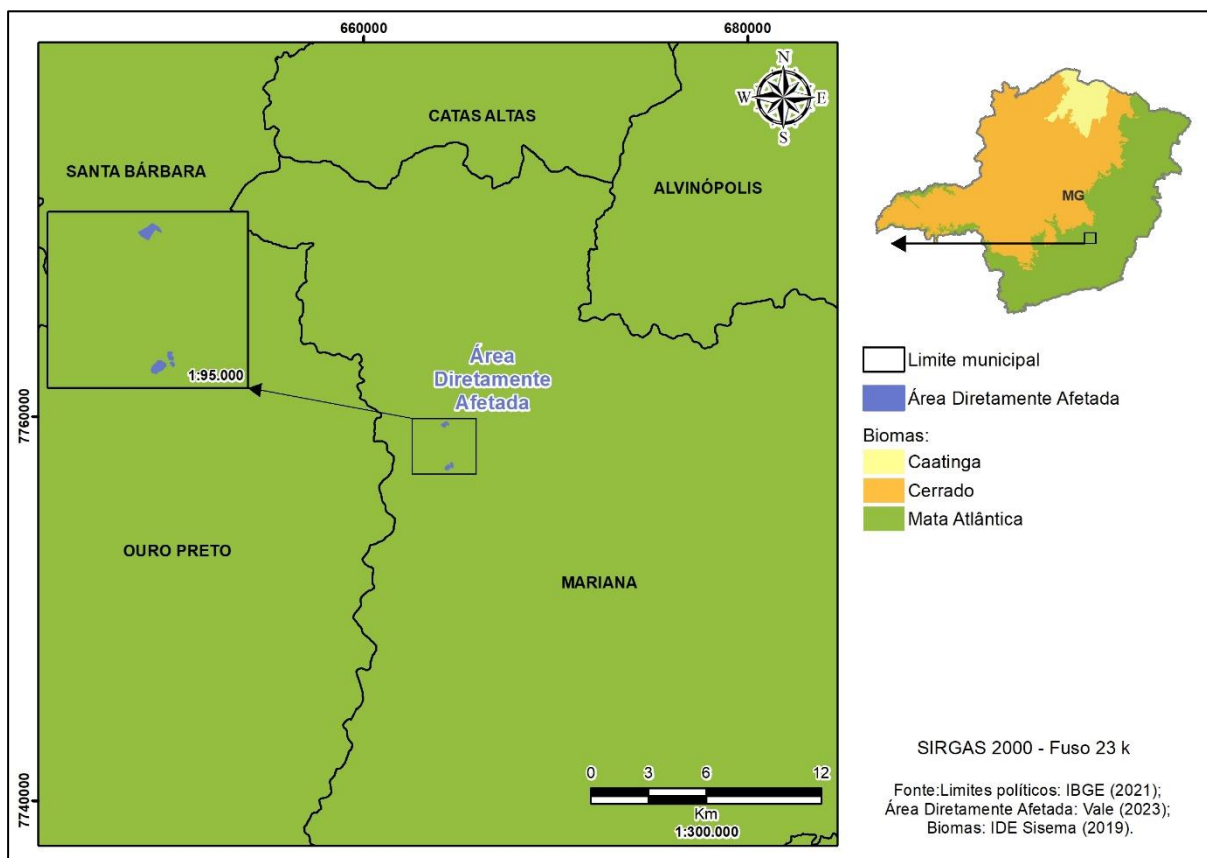 660000
680000
N
W
E
S
CATAS ALTAS
SANTA BÁRBARA
ALVINÓPOLIS
MG
1:95.000
Área
Diretamente
Afetada
7760000
OURO PRETO
MARIANA
7740000
0 3 6 12
Km
1:300.000
Limite municipal
Área Diretamente Afetada
Biomas:
Caatinga
Cerrado
Mata Atlântica
SIRGAS 2000 - Fuso 23 k
Fonte:Limites políticos: IBGE (2021);
Área Diretamente Afetada: Vale (2023);
Biomas: IDE Sisema (2019).